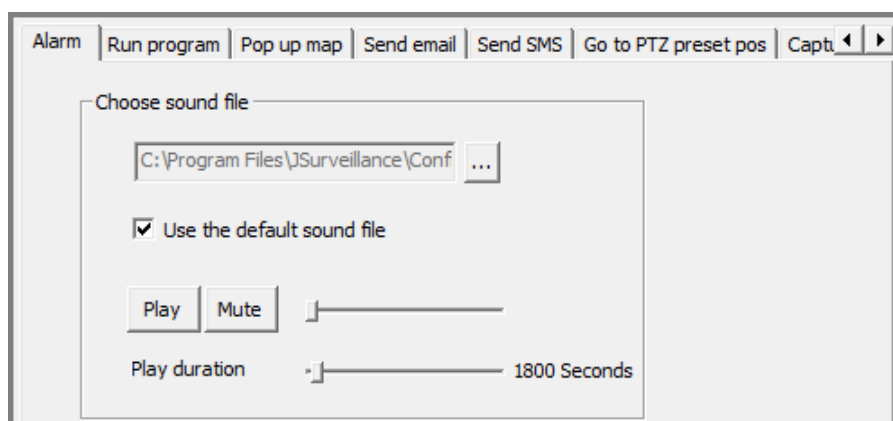 Alarm Run program Pop up map Send email Send SMS Go to PTZ preset pos Captu
Choose sound file
C:\Program Files\JSurveillance\Conf ...
Use the default sound file
Play Mute
Play duration 1800 Seconds